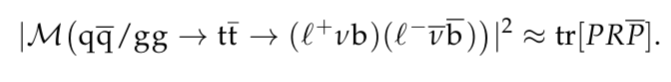 |ℳ(qq̅/gg → tt̅ → (ℓ⁺νb)(ℓ⁻ν̅b̅))|² ≈ tr[PRP̅].